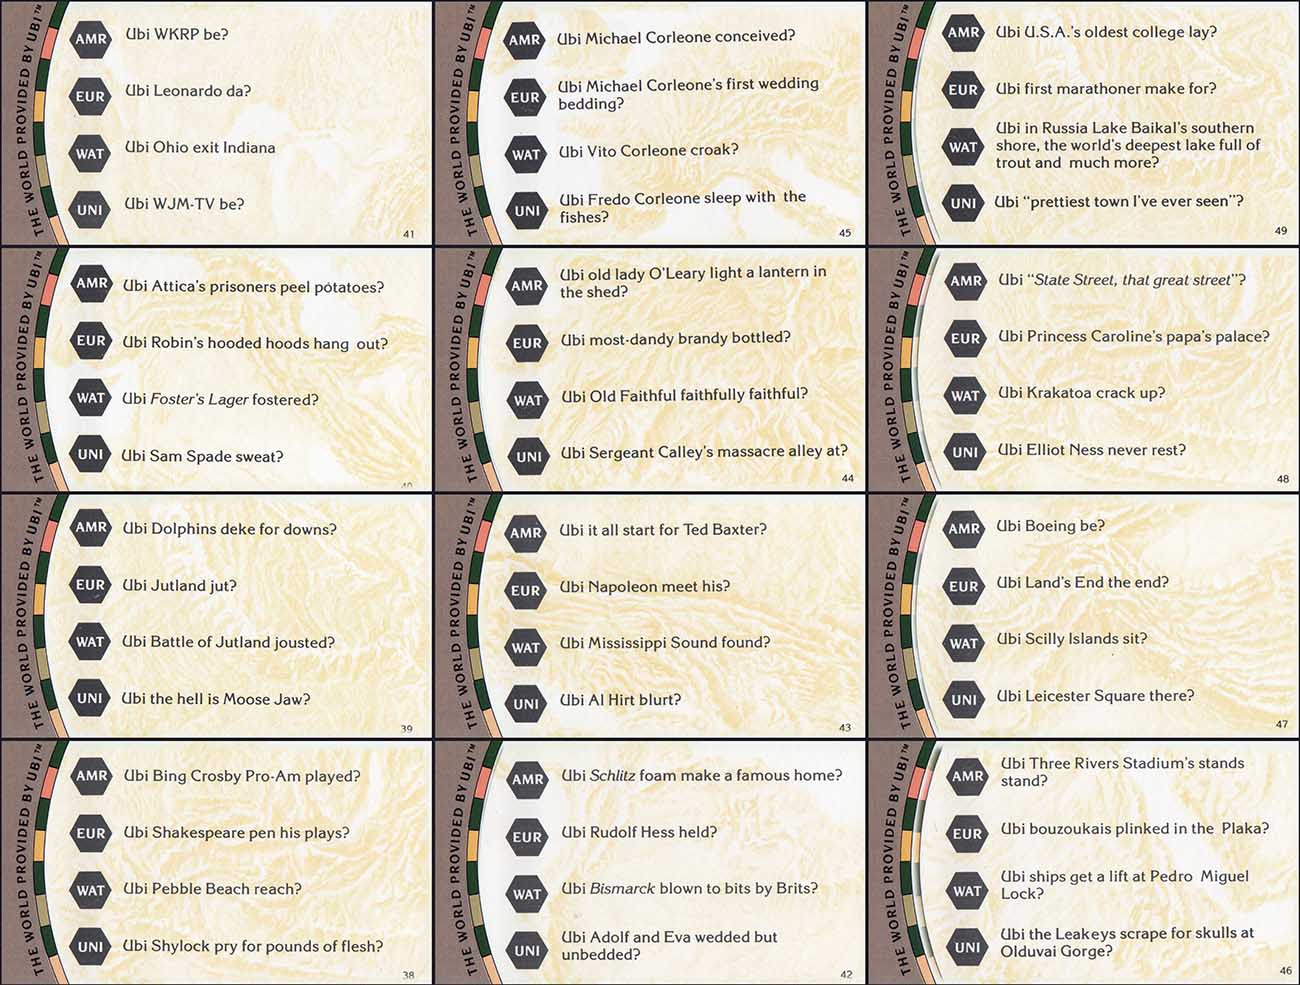 THE WORLD PROVIDED BY UBI™
AMR
Ubi WKRP be?
EUR
Ubi Leonardo da?
WAT
Ubi Ohio exit Indiana
UNI
Ubi WJM-TV be?
41
THE WORLD PROVIDED BY UBI™
AMR
Ubi Michael Corleone conceived?
EUR
Ubi Michael Corleone's first wedding
bedding?
WAT
Ubi Vito Corleone croak?
UNI
Ubi Fredo Corleone sleep with the
fishes?
45
THE WORLD PROVIDED BY UBI™
AMR
Ubi U.S.A.'s oldest college lay?
EUR
Ubi first marathoner make for?
WAT
Ubi in Russia Lake Baikal's southern
shore, the world's deepest lake full of
trout and much more?
UNI
Ubi "prettiest town I've ever seen"?
49
THE WORLD PROVIDED BY UBI™
AMR
Ubi Attica's prisoners peel potatoes?
EUR
Ubi Robin's hooded hoods hang out?
WAT
Ubi Foster's Lager fostered?
UNI
Ubi Sam Spade sweat?
40
THE WORLD PROVIDED BY UBI™
AMR
Ubi old lady O'Leary light a lantern in
the shed?
EUR
Ubi most-dandy brandy bottled?
WAT
Ubi Old Faithful faithfully faithful?
UNI
Ubi Sergeant Calley's massacre alley at?
44
THE WORLD PROVIDED BY UBI™
AMR
Ubi "State Street, that great street"?
EUR
Ubi Princess Caroline's papa's palace?
WAT
Ubi Krakatoa crack up?
UNI
Ubi Elliot Ness never rest?
48
THE WORLD PROVIDED BY UBI™
AMR
Ubi Dolphins deke for downs?
EUR
Ubi Jutland jut?
WAT
Ubi Battle of Jutland jousted?
UNI
Ubi the hell is Moose Jaw?
39
THE WORLD PROVIDED BY UBI™
AMR
Ubi it all start for Ted Baxter?
EUR
Ubi Napoleon meet his?
WAT
Ubi Mississippi Sound found?
UNI
Ubi Al Hirt blurt?
43
THE WORLD PROVIDED BY UBI™
AMR
Ubi Boeing be?
EUR
Ubi Land's End the end?
WAT
Ubi Scilly Islands sit?
UNI
Ubi Leicester Square there?
47
THE WORLD PROVIDED BY UBI™
AMR
Ubi Bing Crosby Pro-Am played?
EUR
Ubi Shakespeare pen his plays?
WAT
Ubi Pebble Beach reach?
UNI
Ubi Shylock pry for pounds of flesh?
38
THE WORLD PROVIDED BY UBI™
AMR
Ubi Schlitz foam make a famous home?
EUR
Ubi Rudolf Hess held?
WAT
Ubi Bismarck blown to bits by Brits?
UNI
Ubi Adolf and Eva wedded but
unbedded?
42
THE WORLD PROVIDED BY UBI™
AMR
Ubi Three Rivers Stadium's stands
stand?
EUR
Ubi bouzoukais plinked in the Plaka?
WAT
Ubi ships get a lift at Pedro Miguel
Lock?
UNI
Ubi the Leakeys scrape for skulls at
Olduvai Gorge?
46